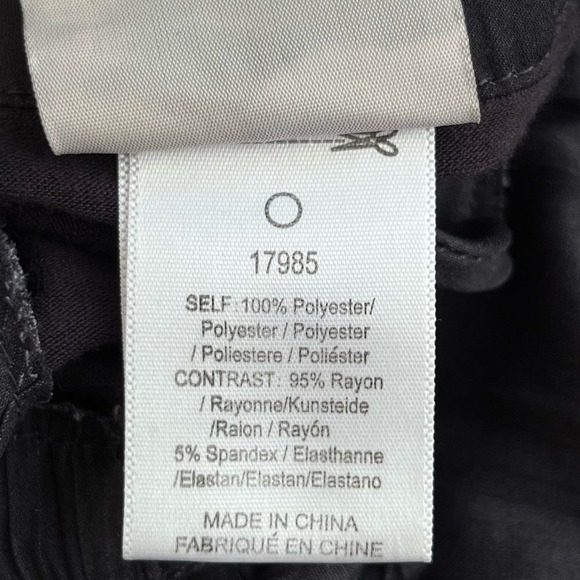 17985
SELF: 100% Polyester/
Polyester / Polyester
/ Poliestere / Poliéster
CONTRAST: 95% Rayon
/ Rayonne/Kunsteide
/Raion / Rayón
5% Spandex / Elasthanne
/Elastan/Elastan/Elastano
MADE IN CHINA
FABRIQUÉ EN CHINE